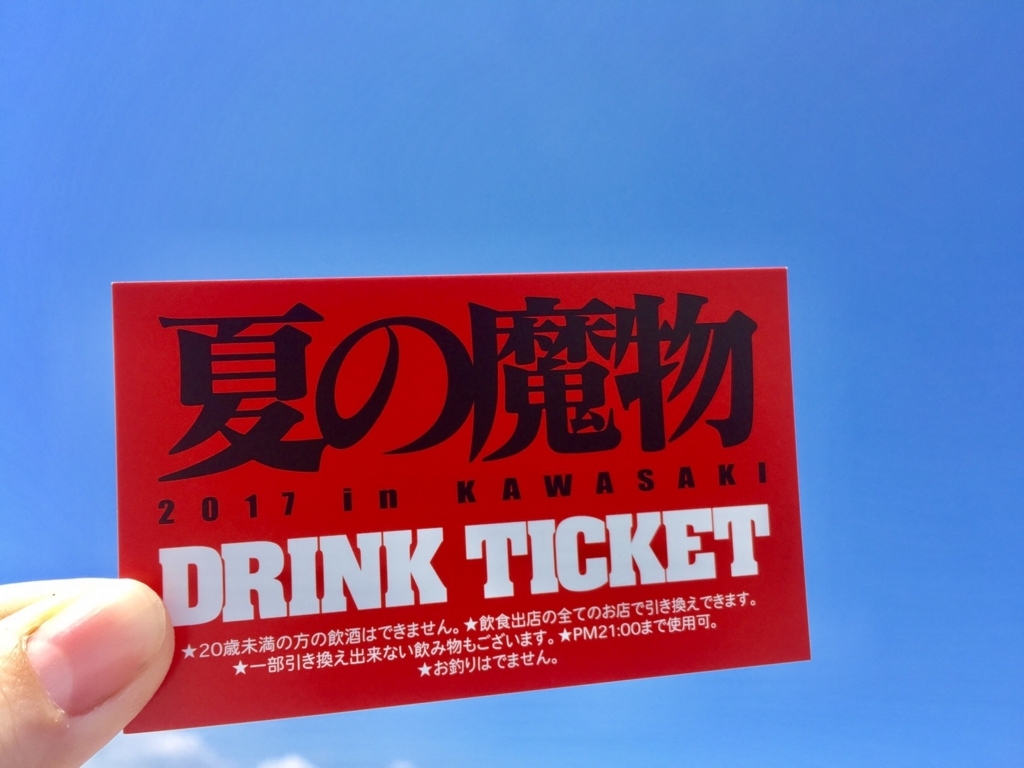 夏の魔物
2017 in KAWASAKI
DRINK TICKET
★20歳未満の方の飲酒はできません。★飲食出店の全てのお店で引き換えできます。
★一部引き換え出来ない飲み物もございます。★PM21:00まで使用可。
★お釣りはでません。